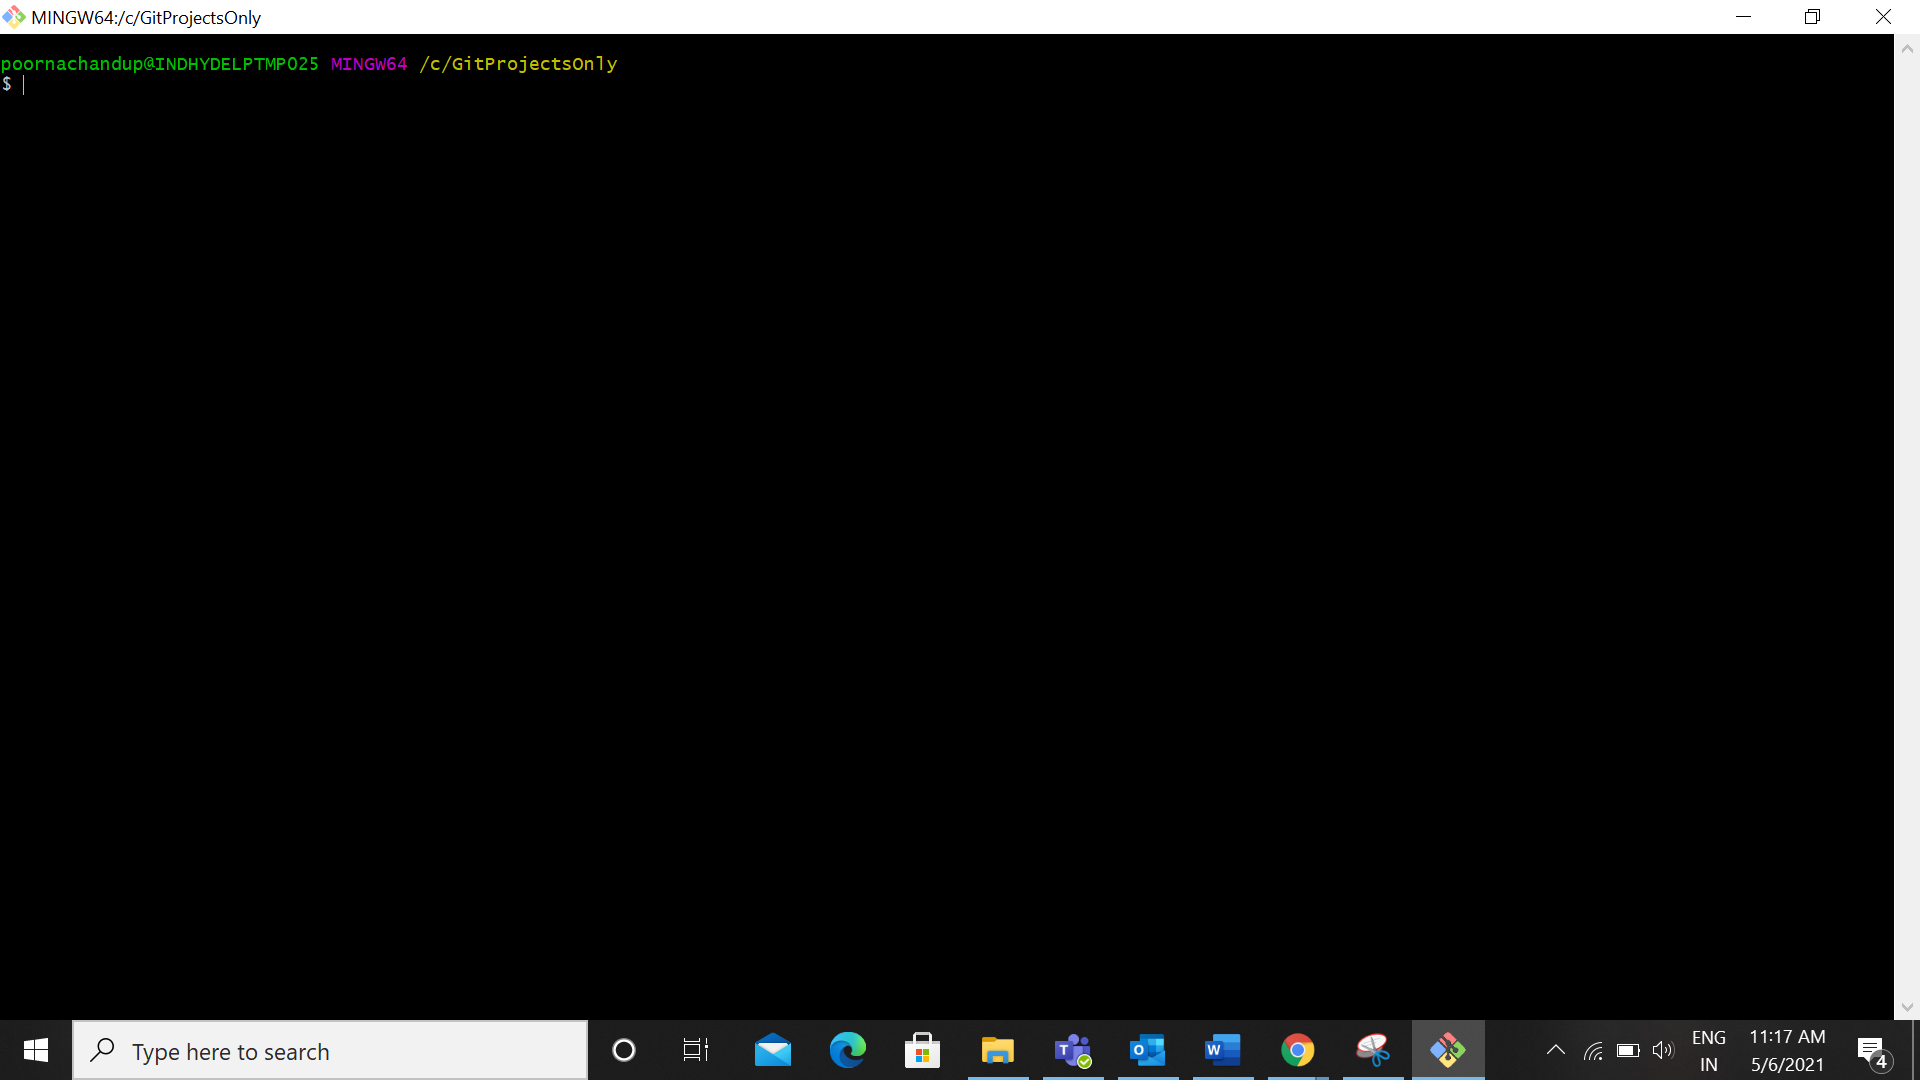 MINGW64:/c/GitProjectsOnly
poornachandup@INDHYDELPTMP025 MINGW64 /c/GitProjectsOnly
$
Type here to search
T
O
W
ENG
IN
11:17 AM
5/6/2021
4